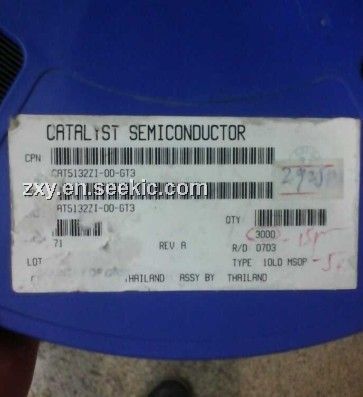 CATALYST SEMICONDUCTOR
CPN
CAT5132ZI-00-GT3
2925
zxy.en.seekic.com
AT5132ZI-00-GT3
QTY
3000
71
REV A
R/D 0703
LOT
TYPE 10LD MSOP
THAILAND ASSY BY THAILAND